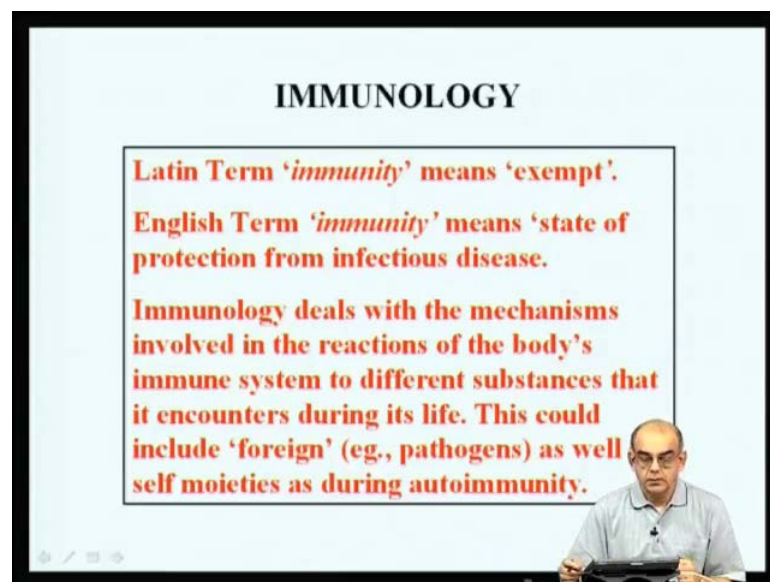 IMMUNOLOGY
Latin Term ‘immunity’ means ‘exempt’.
English Term ‘immunity’ means ‘state of
protection from infectious disease.
Immunology deals with the mechanisms
involved in the reactions of the body’s
immune system to different substances that
it encounters during its life. This could
include ‘foreign’ (eg., pathogens) as well
self moieties as during autoimmunity.